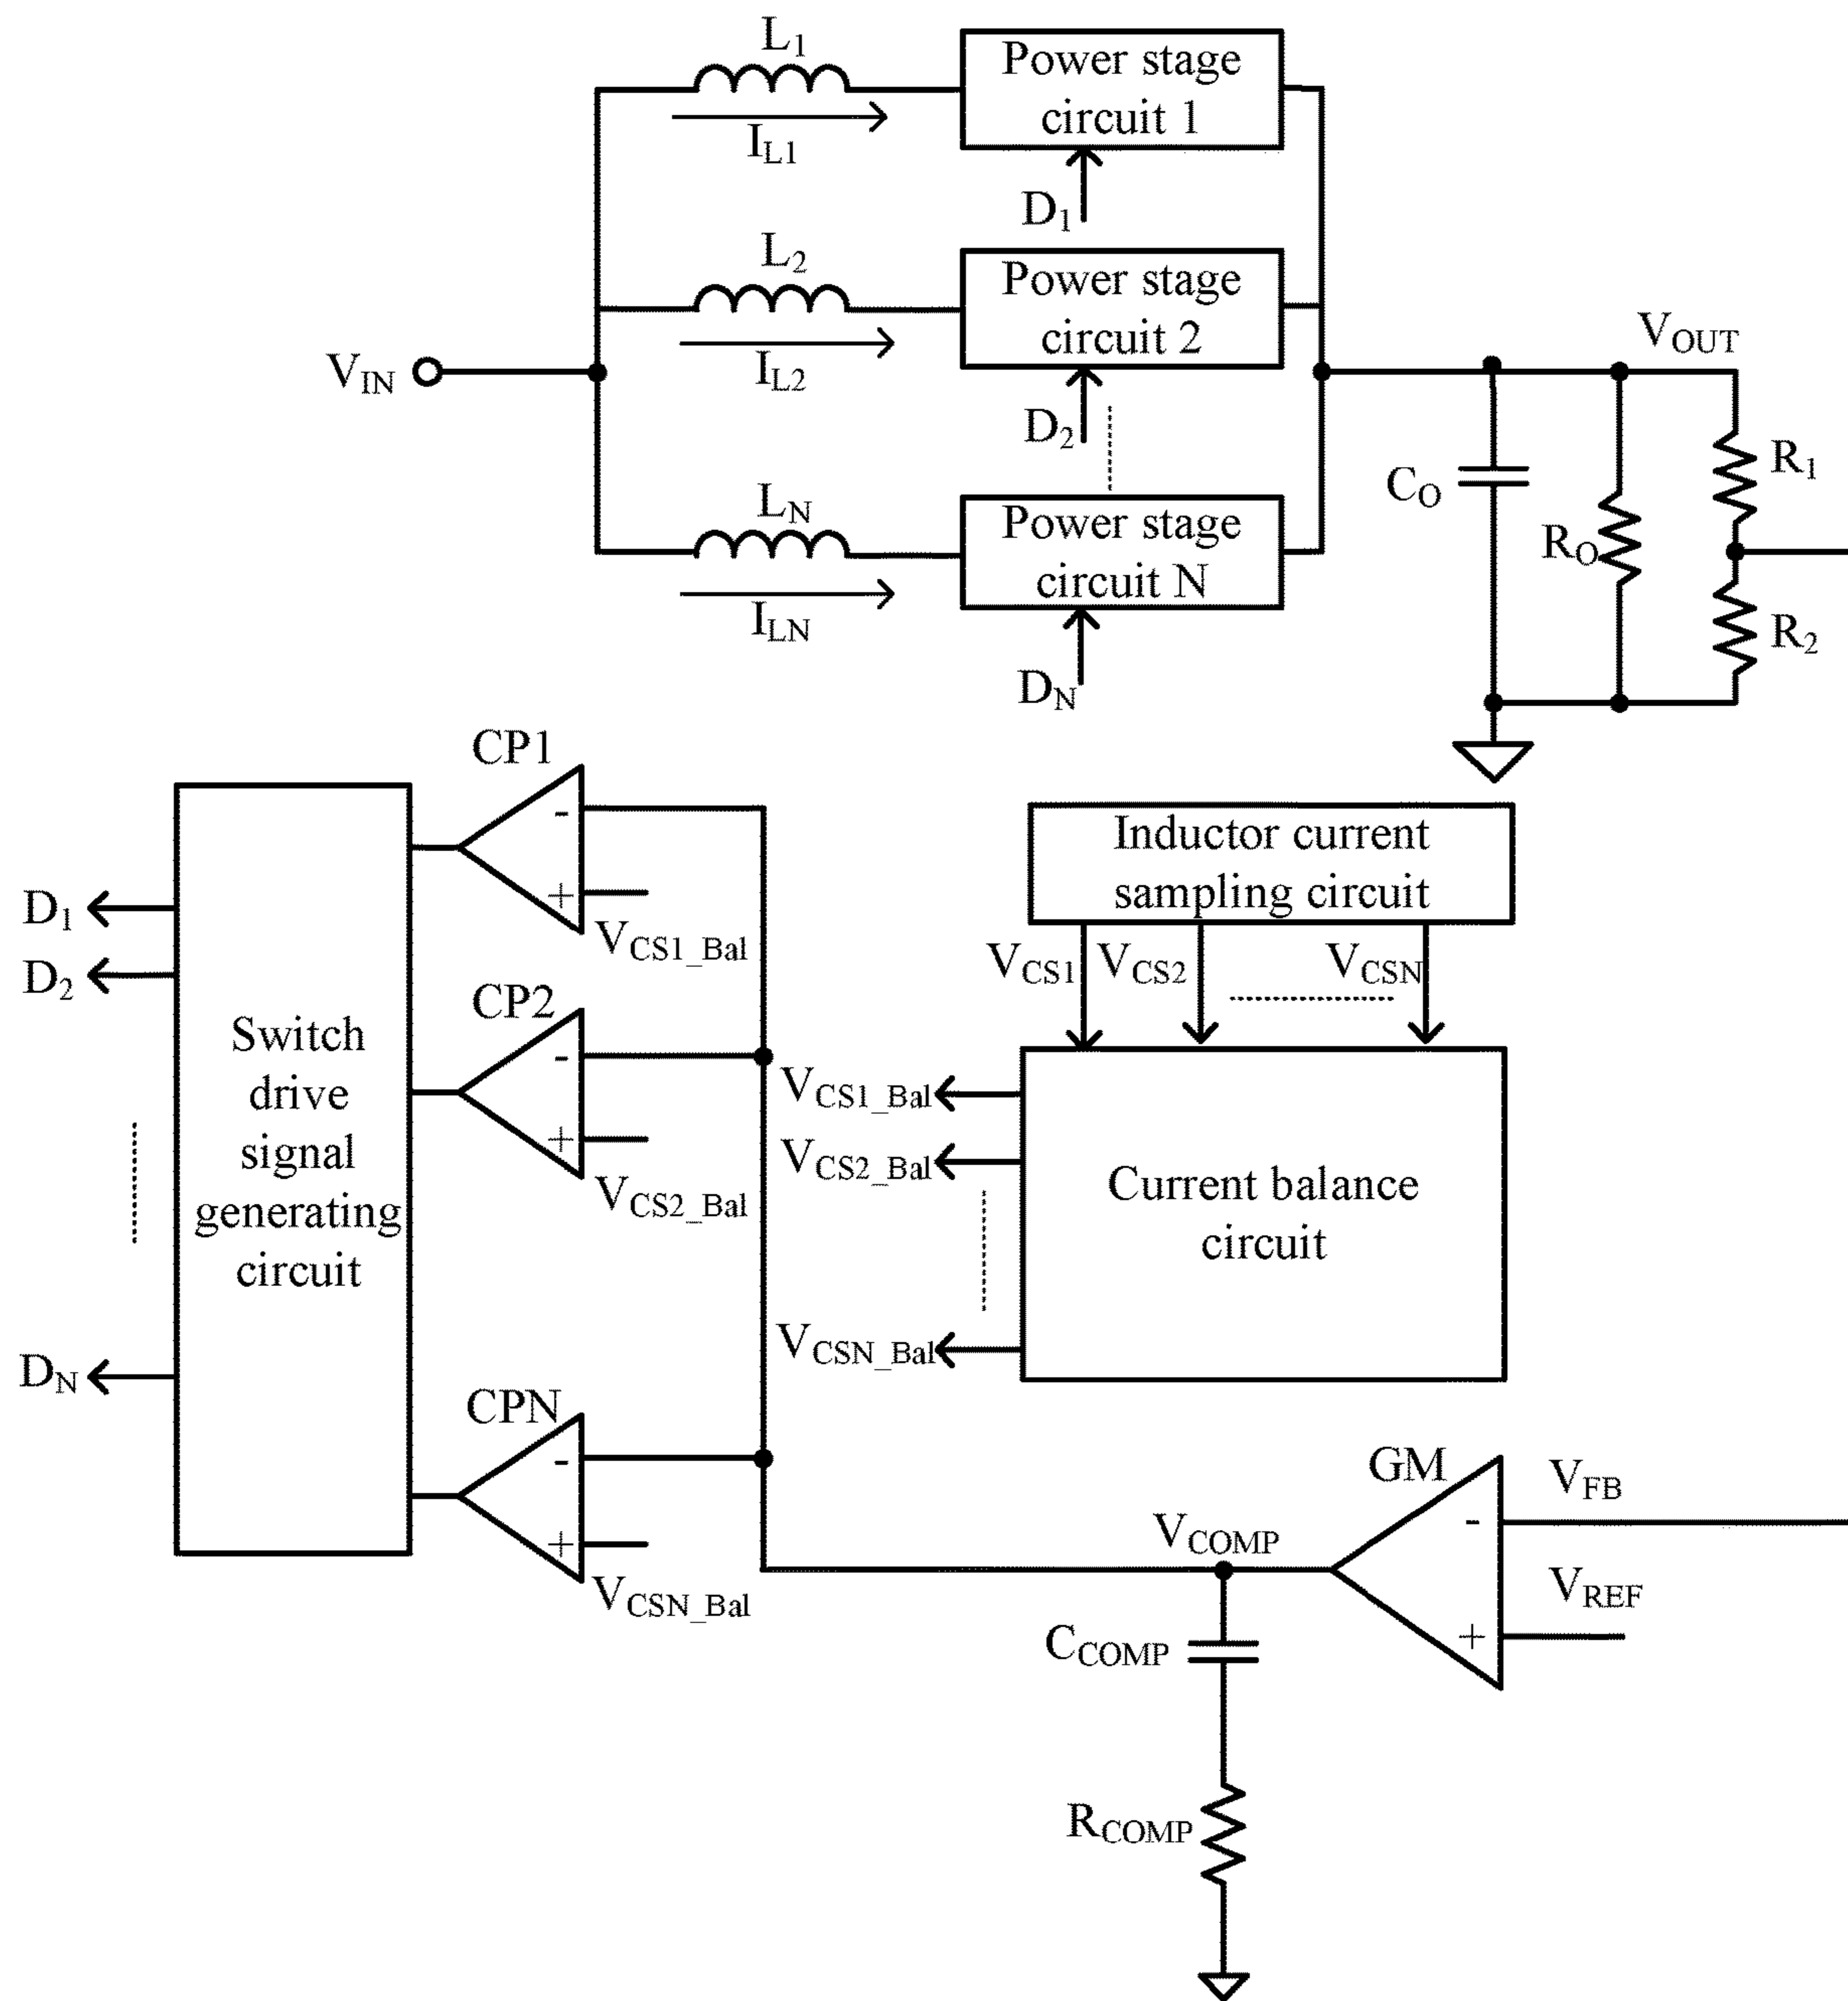 L1
Power stage
circuit 1
IL1
D1
L2
Power stage
circuit 2
IL2
D2
VIN
VOUT
LN
Power stage
circuit N
ILN
DN
CO
RO
R1
R2
CP1
-
+
VCS1_Bal
Inductor current
sampling circuit
VCS1
VCS2
VCSN
D1
D2
DN
Switch
drive
signal
generating
circuit
CP2
-
+
VCS2_Bal
VCS1_Bal
VCS2_Bal
VCSN_Bal
Current balance
circuit
CPN
-
+
VCSN_Bal
GM
-
+
VFB
VREF
VCOMP
CCOMP
RCOMP